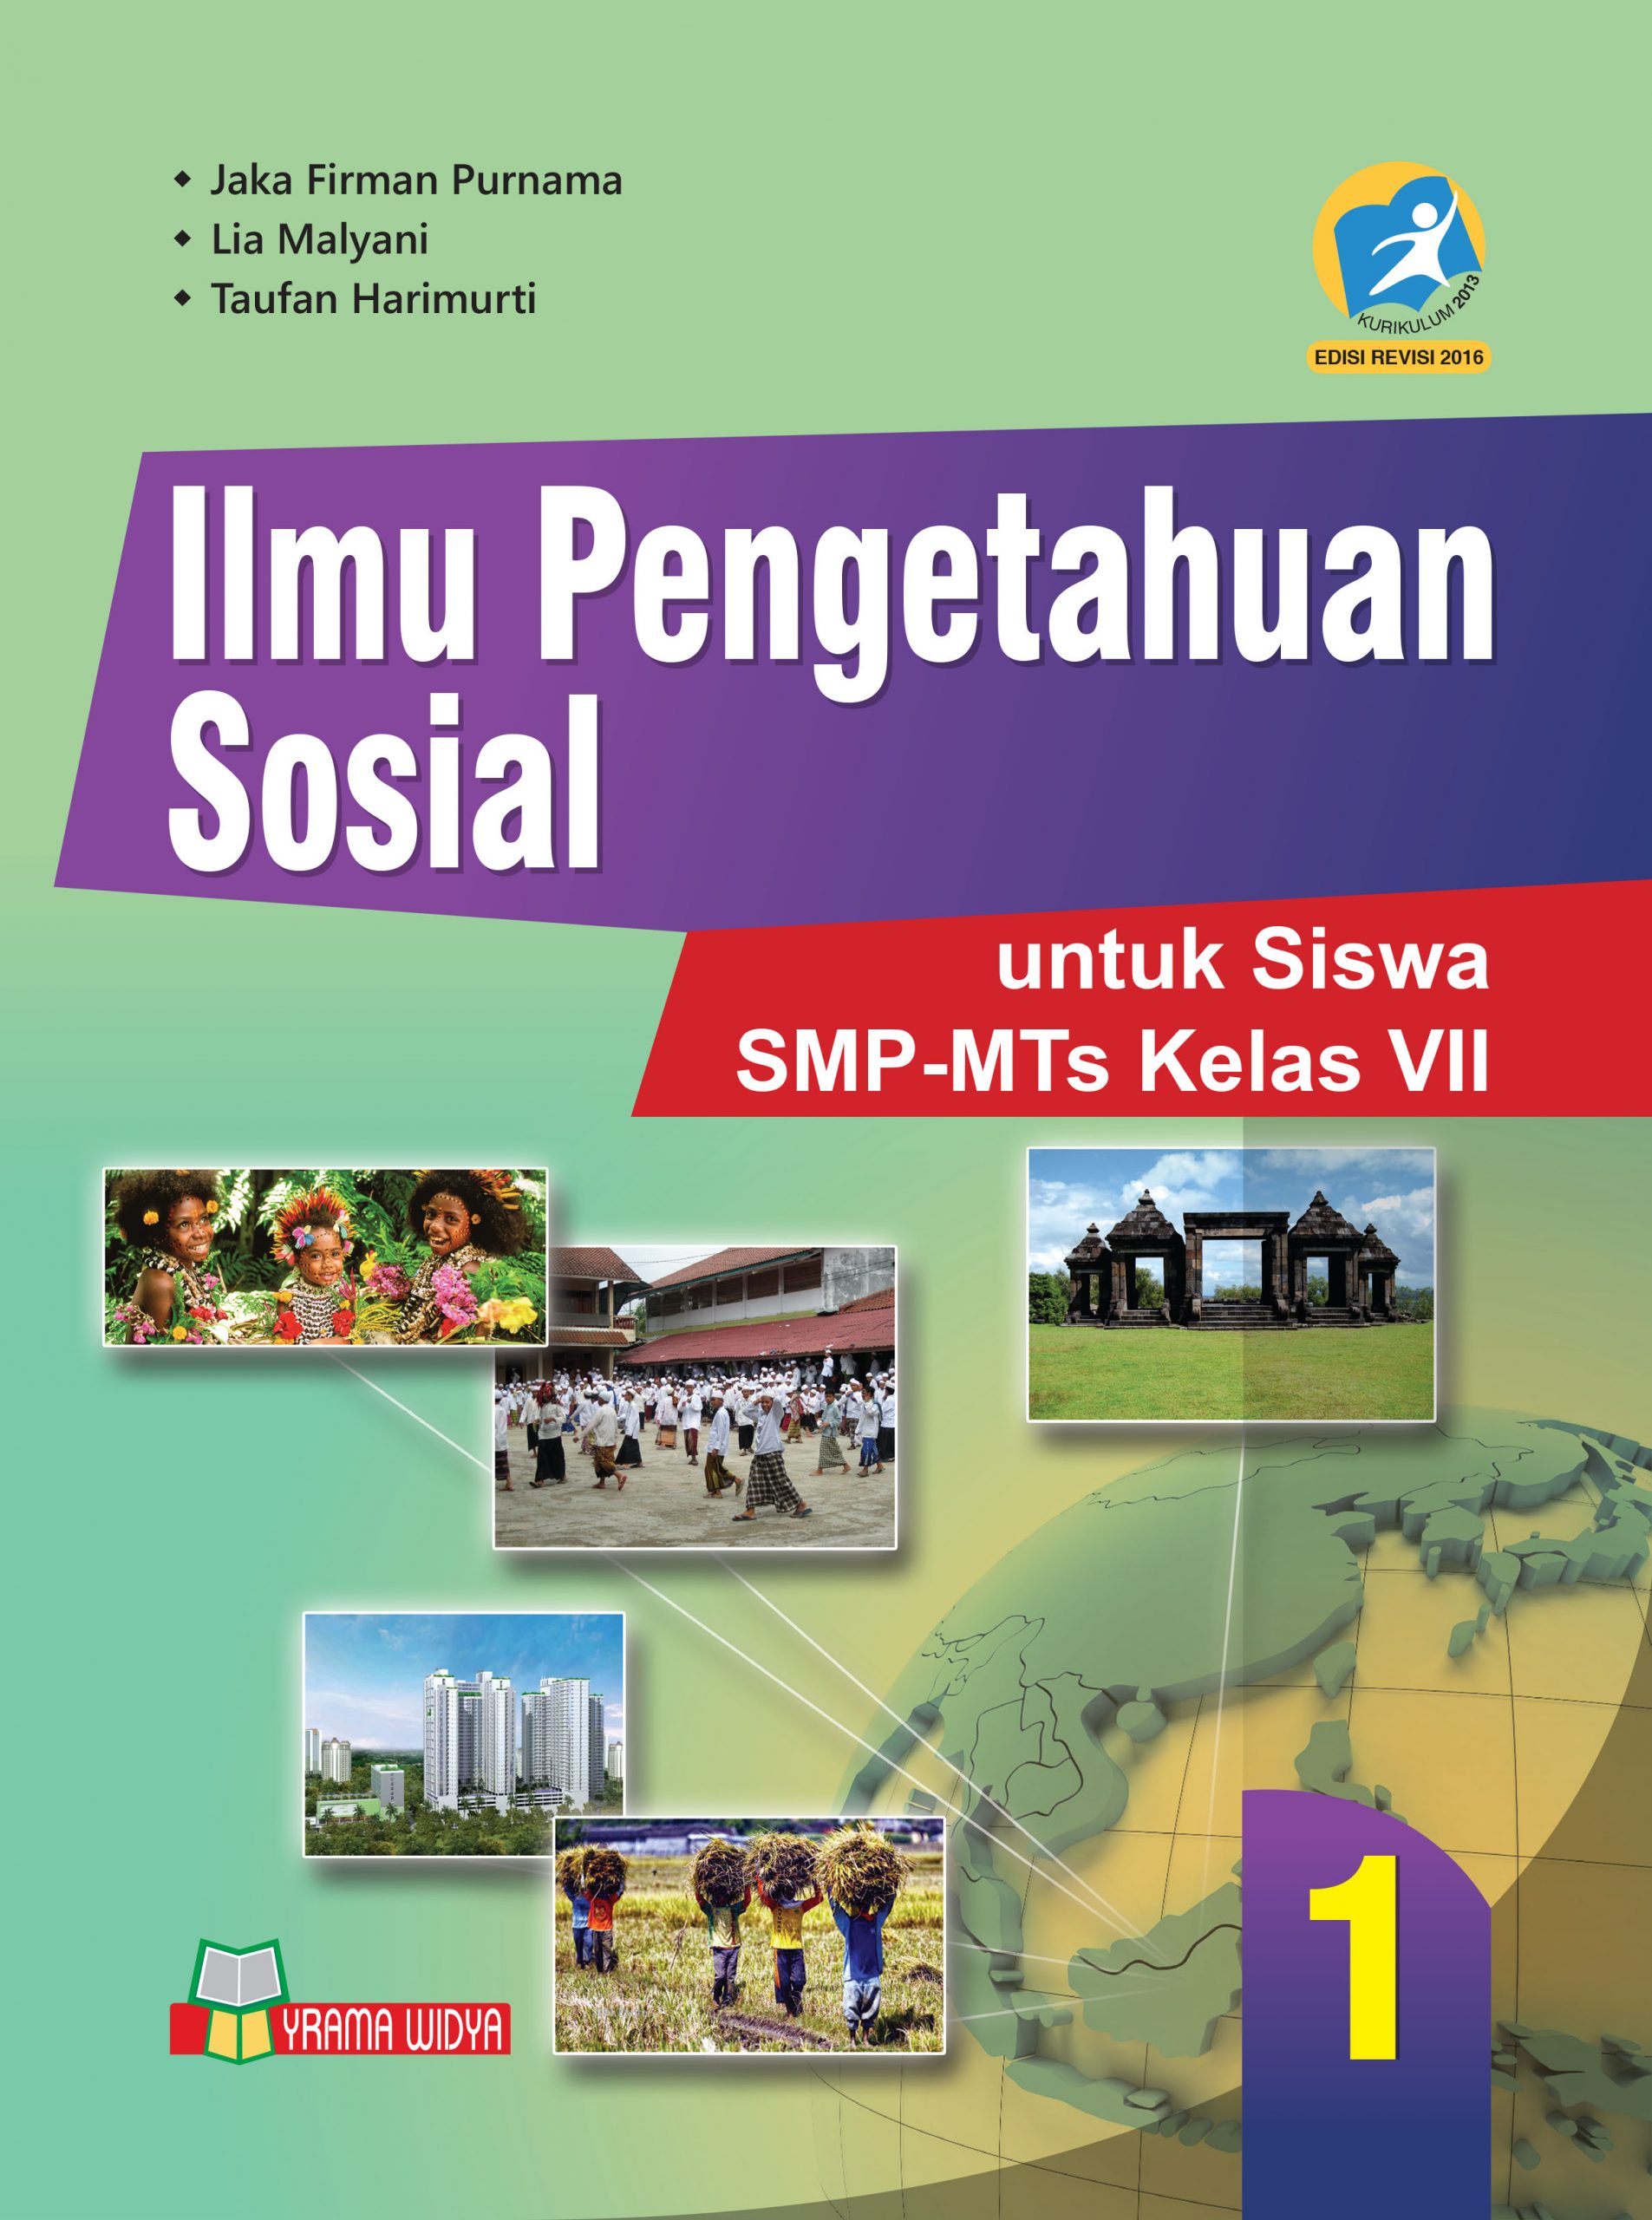 Jaka Firman Purnama
Lia Malyani
Taufan Harimurti
KURIKULUM 2013
EDISI REVISI 2016
Ilmu Pengetahuan
Sosial
untuk Siswa
SMP-MTs Kelas VII
1
YRAMA WIDYA